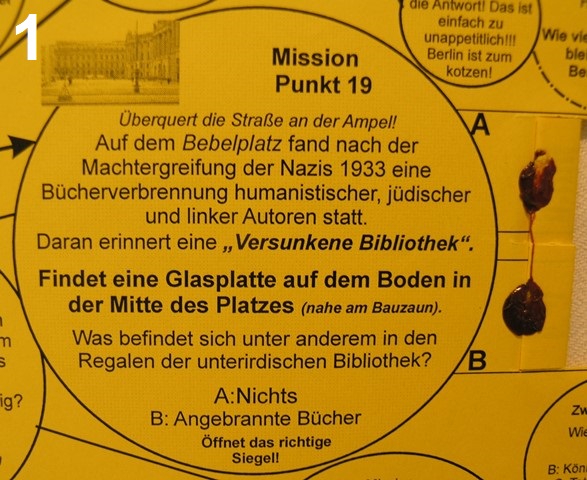 1
Mission
Punkt 19
Überquert die Straße an der Ampel!
Auf dem Bebelplatz fand nach der
Machtergreifung der Nazis 1933 eine
Bücherverbrennung humanistischer, jüdischer
und linker Autoren statt.
Daran erinnert eine „Versunkene Bibliothek“.
Findet eine Glasplatte auf dem Boden in
der Mitte des Platzes (nahe am Bauzaun).
Was befindet sich unter anderem in den
Regalen der unterirdischen Bibliothek?
A:Nichts
B: Angebrannte Bücher
Öffnet das richtige
Siegel!
A
B
die Antwort! Das ist
einfach zu
unappetitlich!!!
Berlin ist zum
kotzen!
Wie